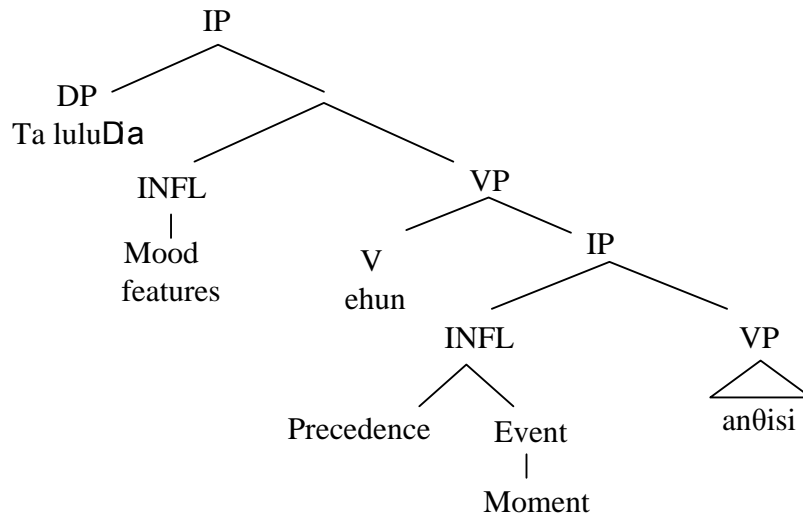 IP
DP
Ta luluDia
INFL
VP
Mood
features
V
ehun
IP
INFL
VP
Precedence
Event
anθisi
Moment